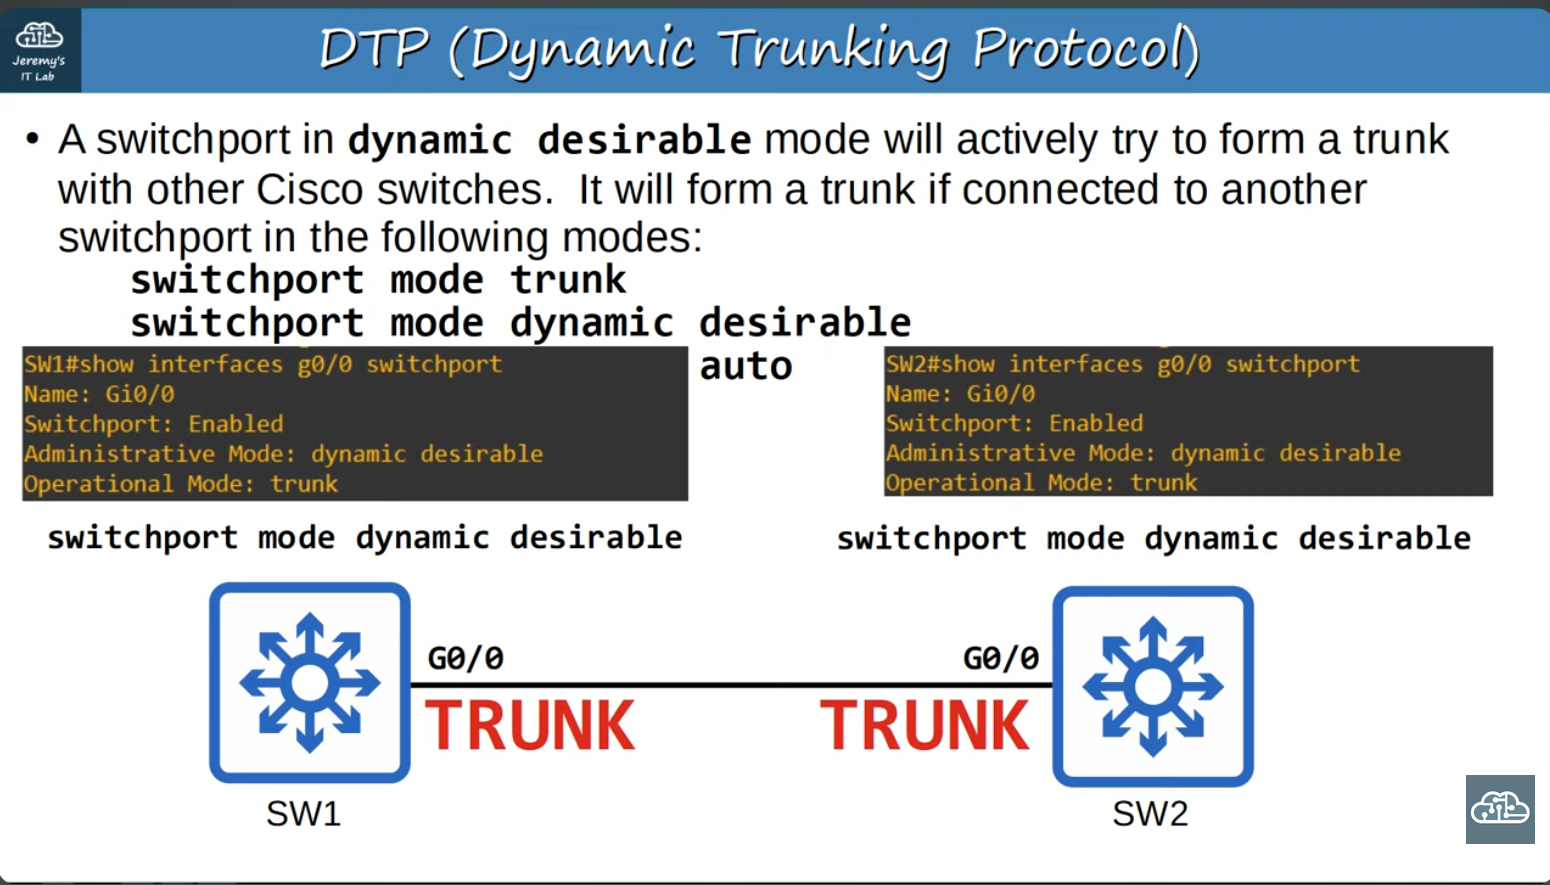 Jeremy's
IT Lab
DTP (Dynamic Trunking Protocol)
• A switchport in dynamic desirable mode will actively try to form a trunk
with other Cisco switches. It will form a trunk if connected to another
switchport in the following modes:
switchport mode trunk
switchport mode dynamic desirable
auto
SW1#show interfaces g0/0 switchport
Name: Gi0/0
Switchport: Enabled
Administrative Mode: dynamic desirable
Operational Mode: trunk
SW2#show interfaces g0/0 switchport
Name: Gi0/0
Switchport: Enabled
Administrative Mode: dynamic desirable
Operational Mode: trunk
switchport mode dynamic desirable
switchport mode dynamic desirable
G0/0
G0/0
TRUNK
TRUNK
SW1
SW2